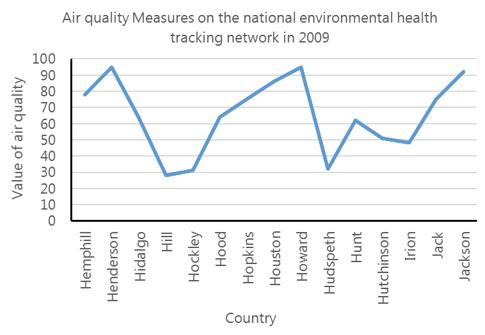 Air quality Measures on the national environmental health
tracking network in 2009
Value of air quality
100
90
80
70
60
50
40
30
20
10
0
Hemphill
Henderson
Hidalgo
Hill
Hockley
Hood
Hopkins
Houston
Howard
Hudspeth
Hunt
Hutchinson
Irion
Jack
Jackson
Country